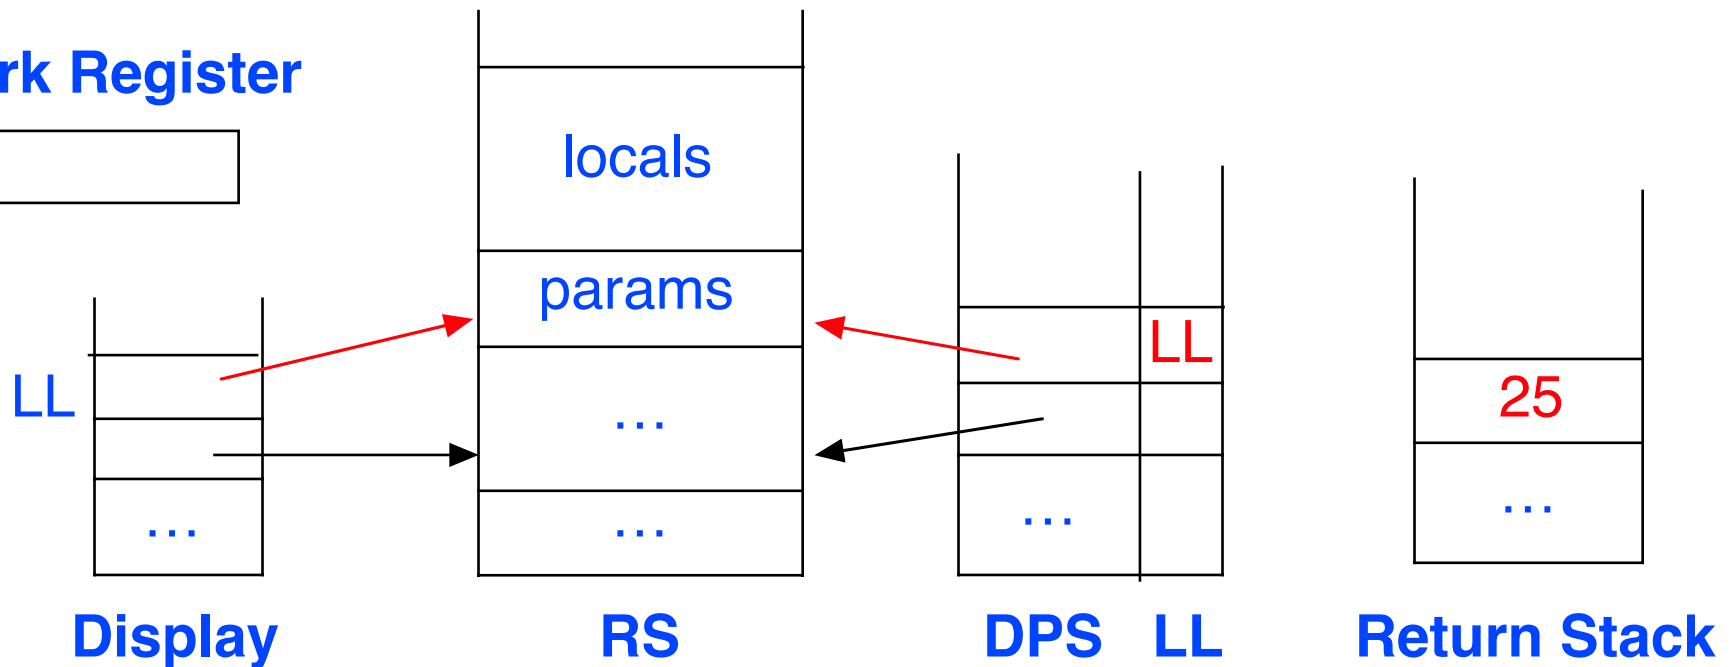 rk Register
locals
params
LL
LL
25
…
…
…
…
…
Display
RS
DPS LL
Return Stack